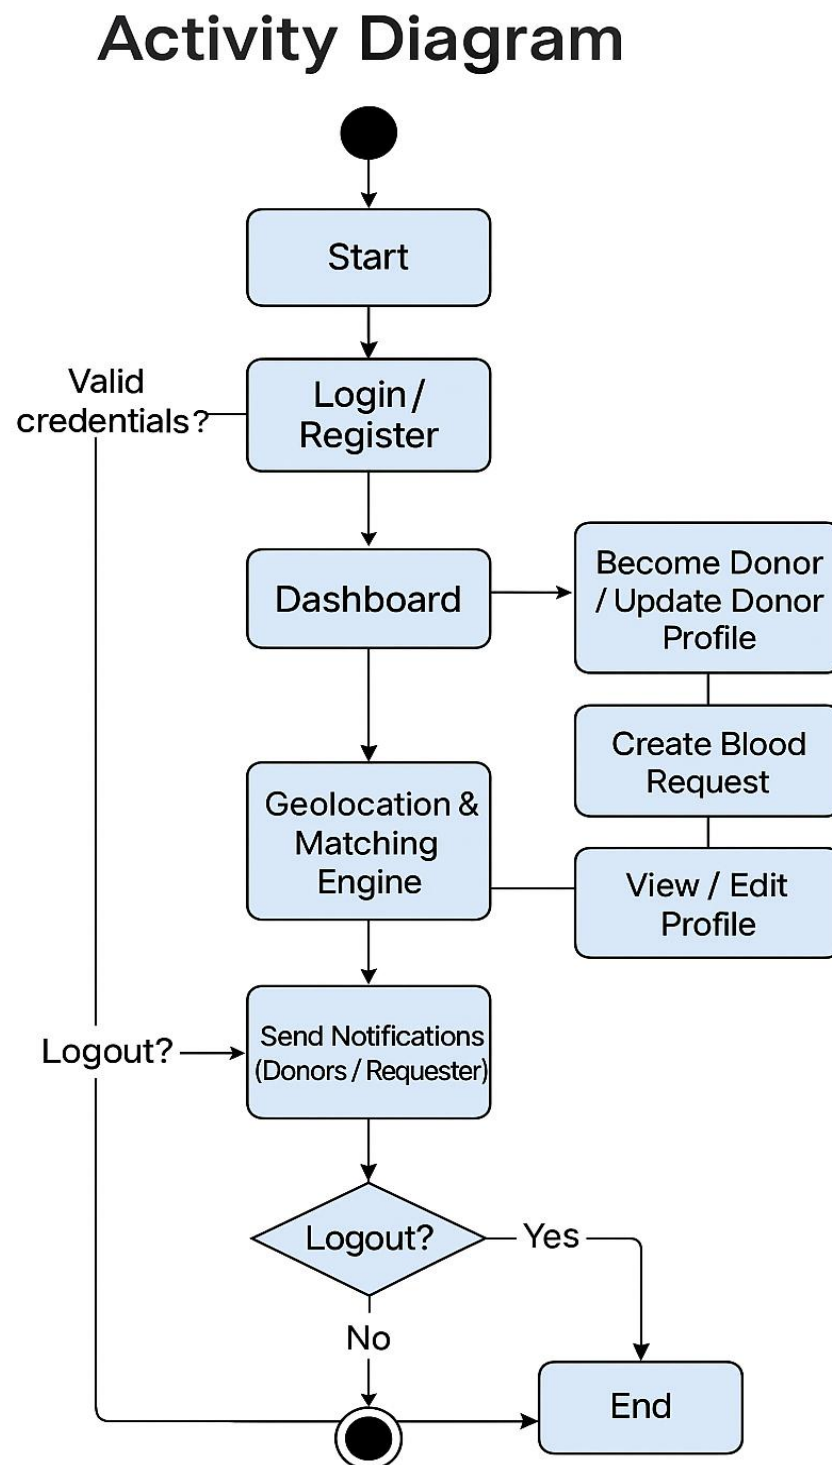 Activity Diagram
Start
Valid
credentials?
Login /
Register
Dashboard
Become Donor
/ Update Donor
Profile
Create Blood
Request
Geolocation &
Matching
Engine
View / Edit
Profile
Logout?
Send Notifications
(Donors / Requester)
Logout?
Yes
No
End